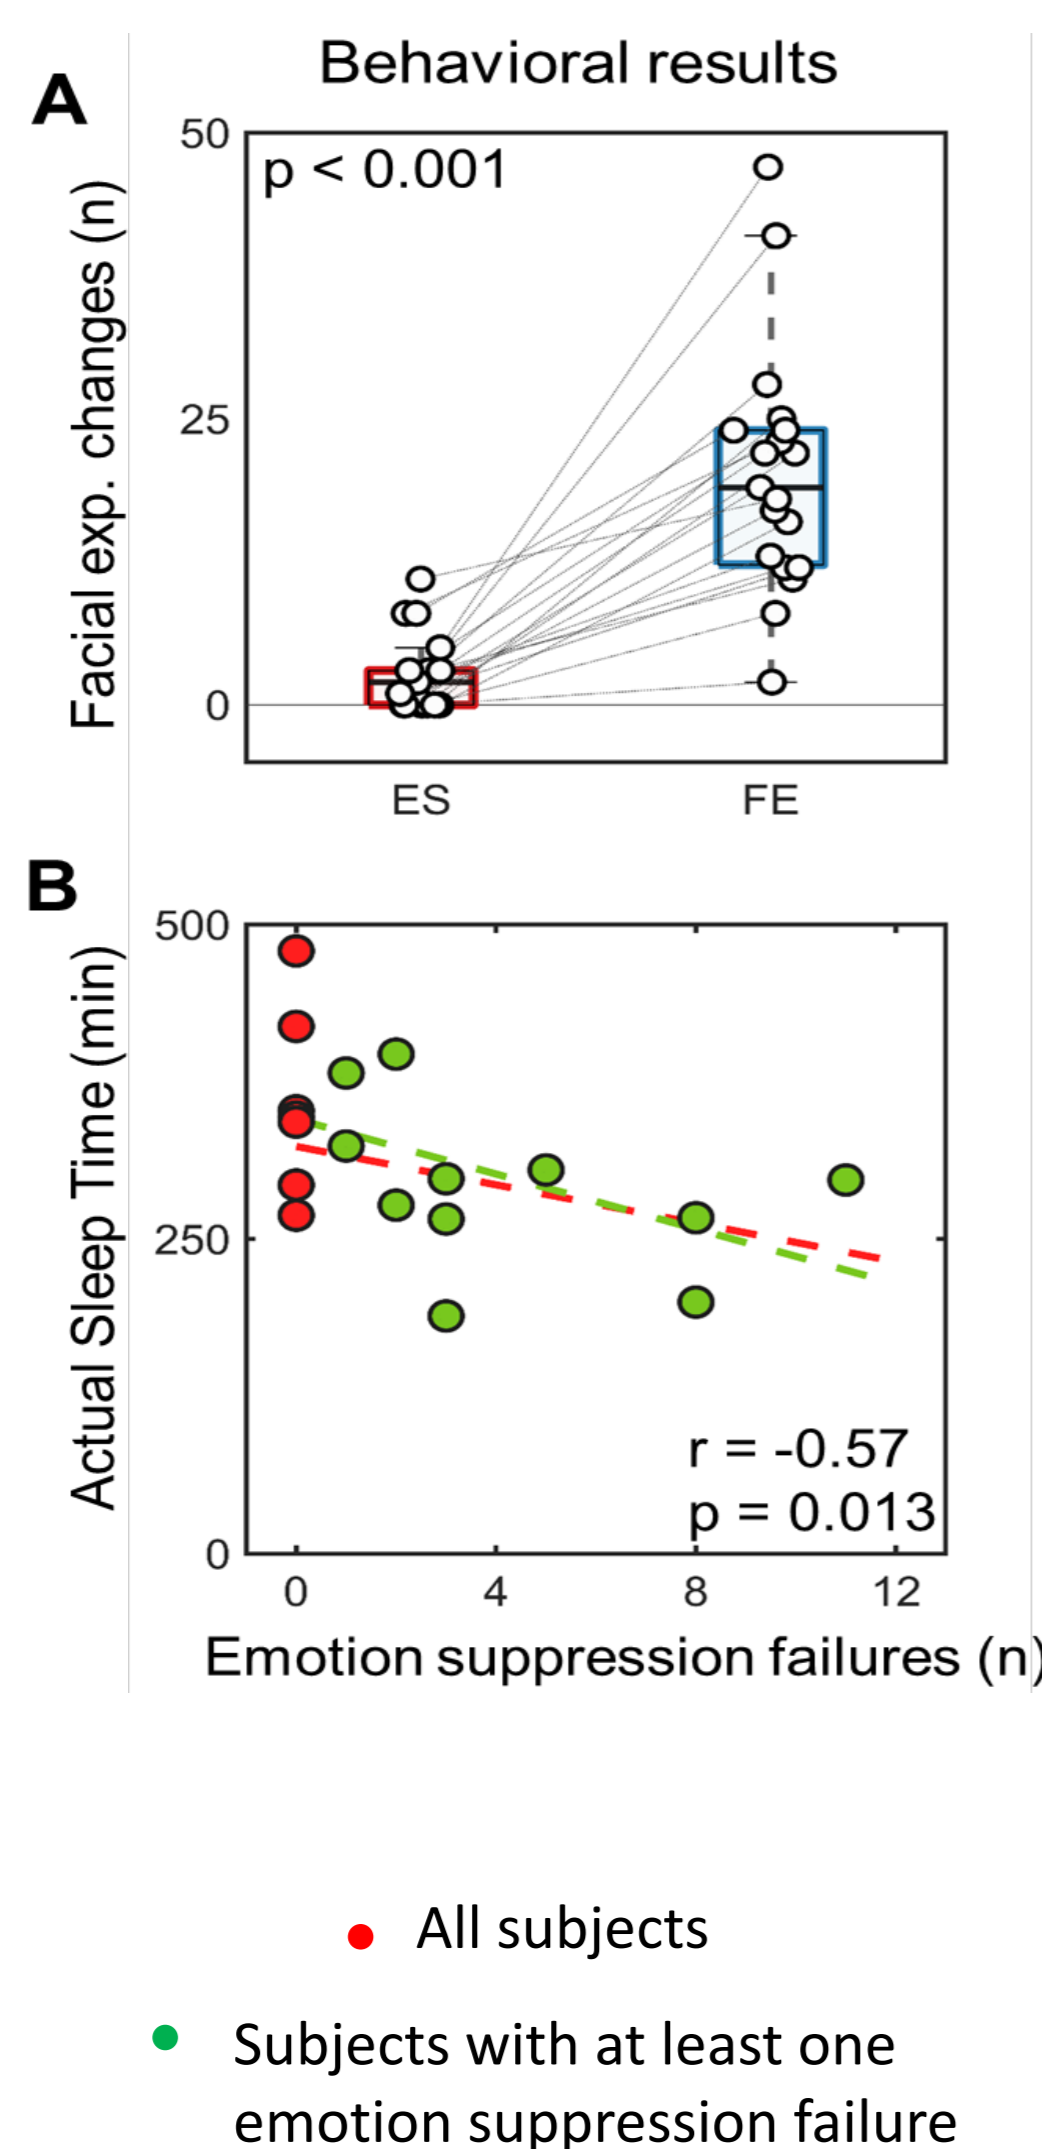 Behavioral results
A
Facial exp. changes (n)
50
25
0
p < 0.001
ES
FE
B
Actual Sleep Time (min)
500
250
0
r = -0.57
p = 0.013
0
4
8
12
Emotion suppression failures (n)
All subjects
Subjects with at least one
emotion suppression failure